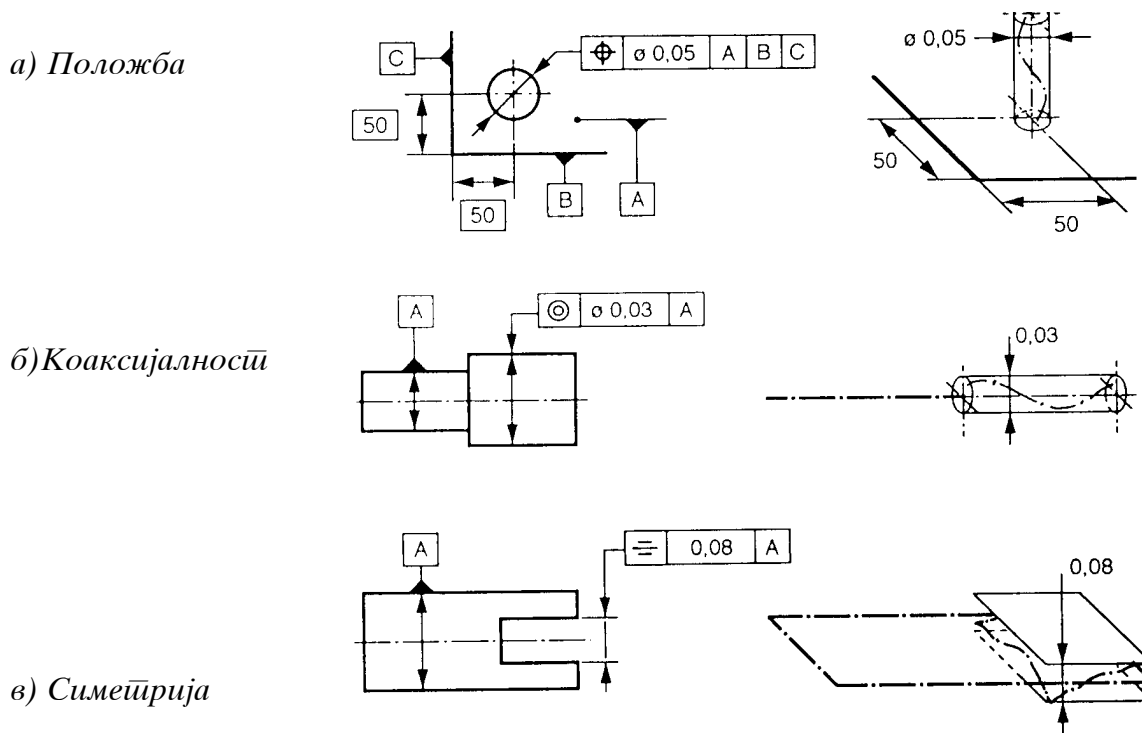 а) Положба
C
⌖ ø 0,05 A B C
50
50
B
A
ø 0,05
50
50
б)Коаксијалност
A
◎ ø 0,03 A
0,03
A
⌯ 0,08 A
0,08
в) Симетрија